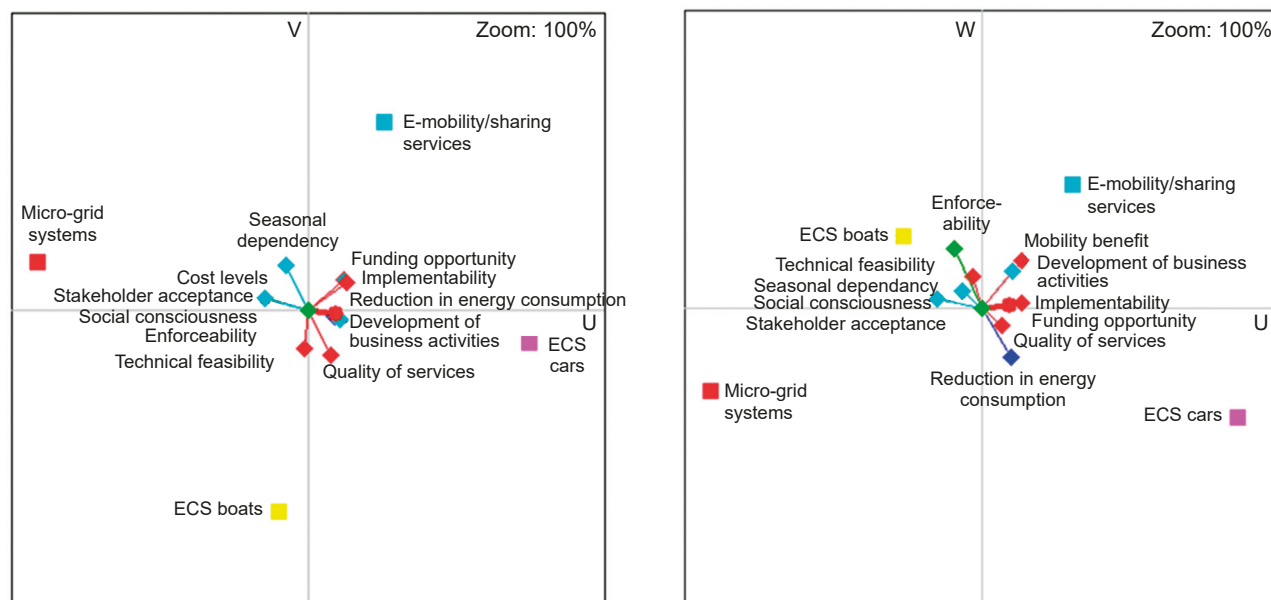 V
Zoom: 100%
E-mobility/sharing
services
Micro-grid
systems
Seasonal
dependency
Funding opportunity
Cost levels
Implementability
Stakeholder acceptance
Reduction in energy consumption
Social consciousness
U
Enforceability
Development of
business activities
ECS
cars
Technical feasibility
Quality of services
ECS boats
W
Zoom: 100%
E-mobility/sharing
services
Enforce-
ability
ECS boats
Mobility benefit
Technical feasibility
Development of business
activities
Seasonal dependancy
Social consciousness
Implementability
Stakeholder acceptance
Funding opportunity
U
Quality of services
Reduction in energy
consumption
Micro-grid
systems
ECS cars